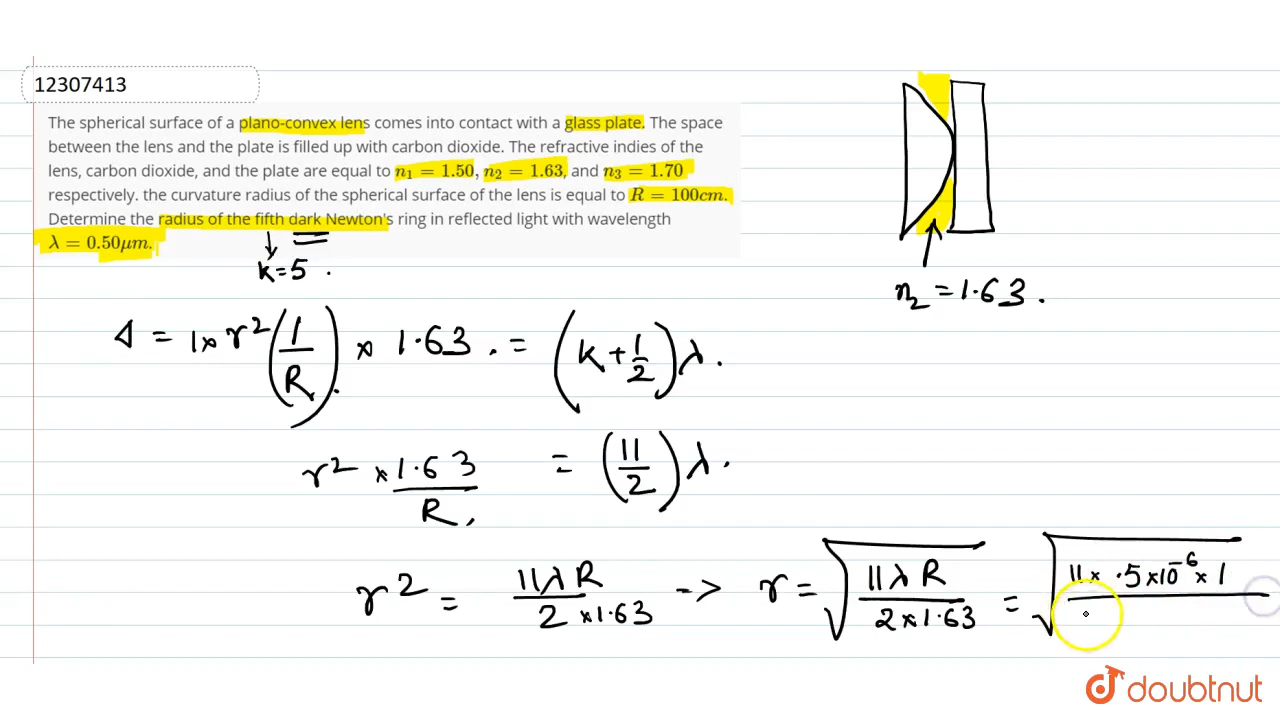 12307413
The spherical surface of a plano-convex lens comes into contact with a glass plate. The space
between the lens and the plate is filled up with carbon dioxide. The refractive indies of the
lens, carbon dioxide, and the plate are equal to n₁ = 1.50, n₂ = 1.63, and n₃ = 1.70
respectively. the curvature radius of the spherical surface of the lens is equal to R = 100cm.
Determine the radius of the fifth dark Newton's ring in reflected light with wavelength
λ = 0.50μm.
k=5 .
n₂ = 1.63 .
Δ = 1× r² (1/R) × 1.63 . = (k + 1/2) λ .
r² × 1.63 / R = (11/2) λ .
r² = 11λR / 2 × 1.63 -> r = √(11λR / 2×1.63) = √(11× .5×10⁻⁶ × 1
doubtnut